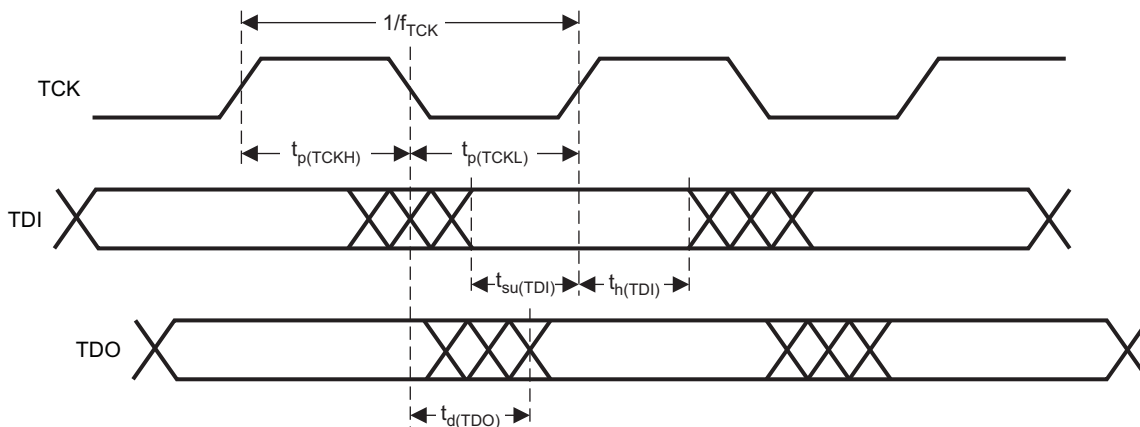 1/fTCK
TCK
tp(TCKH) tp(TCKL)
TDI
tsu(TDI) th(TDI)
TDO
td(TDO)